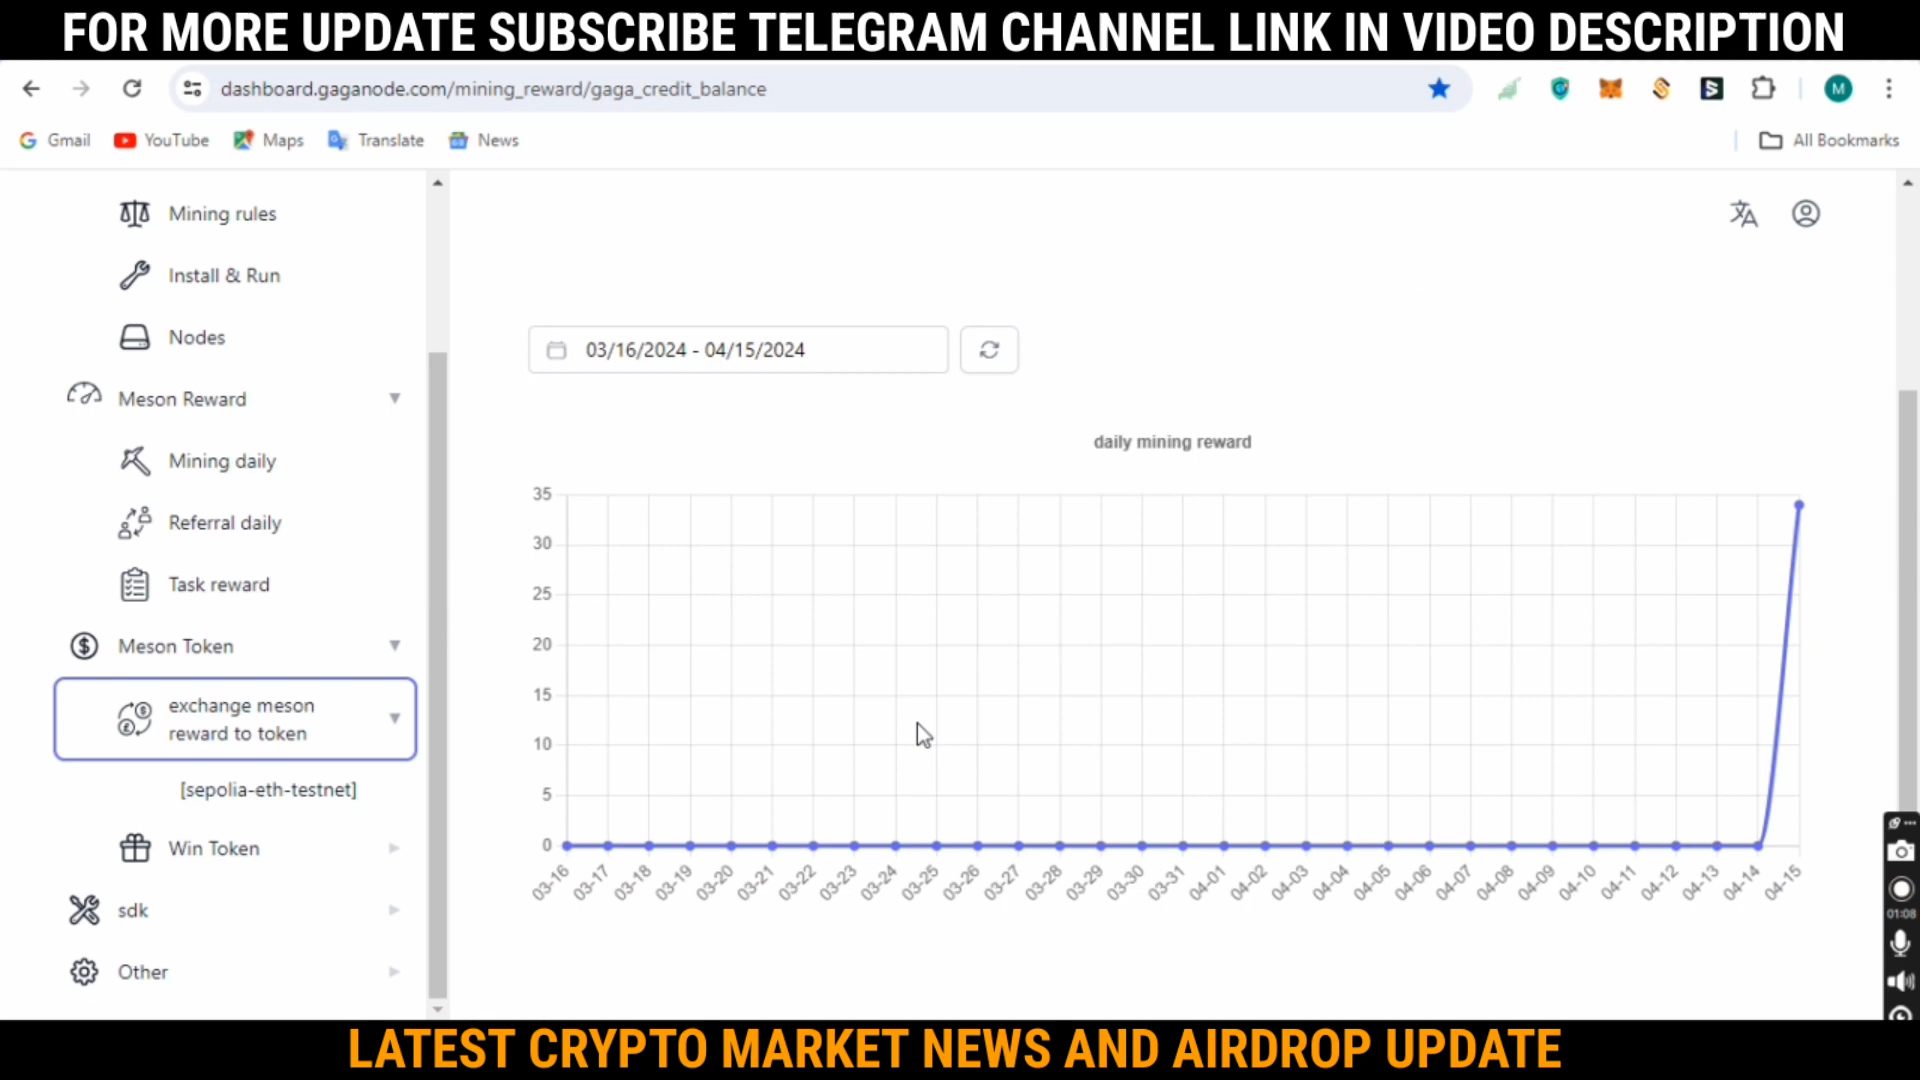 FOR MORE UPDATE SUBSCRIBE TELEGRAM CHANNEL LINK IN VIDEO DESCRIPTION
dashboard.gaganode.com/mining_reward/gaga_credit_balance
M
Gmail YouTube Maps Translate News All Bookmarks
Mining rules
Install & Run
Nodes
Meson Reward
Mining daily
Referral daily
Task reward
Meson Token
exchange meson
reward to token
[sepolia-eth-testnet]
Win Token
sdk
Other
03/16/2024 - 04/15/2024
daily mining reward
35
30
25
20
15
10
5
0
03-16 03-17 03-18 03-19 03-20 03-21 03-22 03-23 03-24 03-25 03-26 03-27 03-28 03-29 03-30 03-31 04-01 04-02 04-03 04-04 04-05 04-06 04-07 04-08 04-09 04-10 04-11 04-12 04-13 04-14 04-15
01:08
LATEST CRYPTO MARKET NEWS AND AIRDROP UPDATE